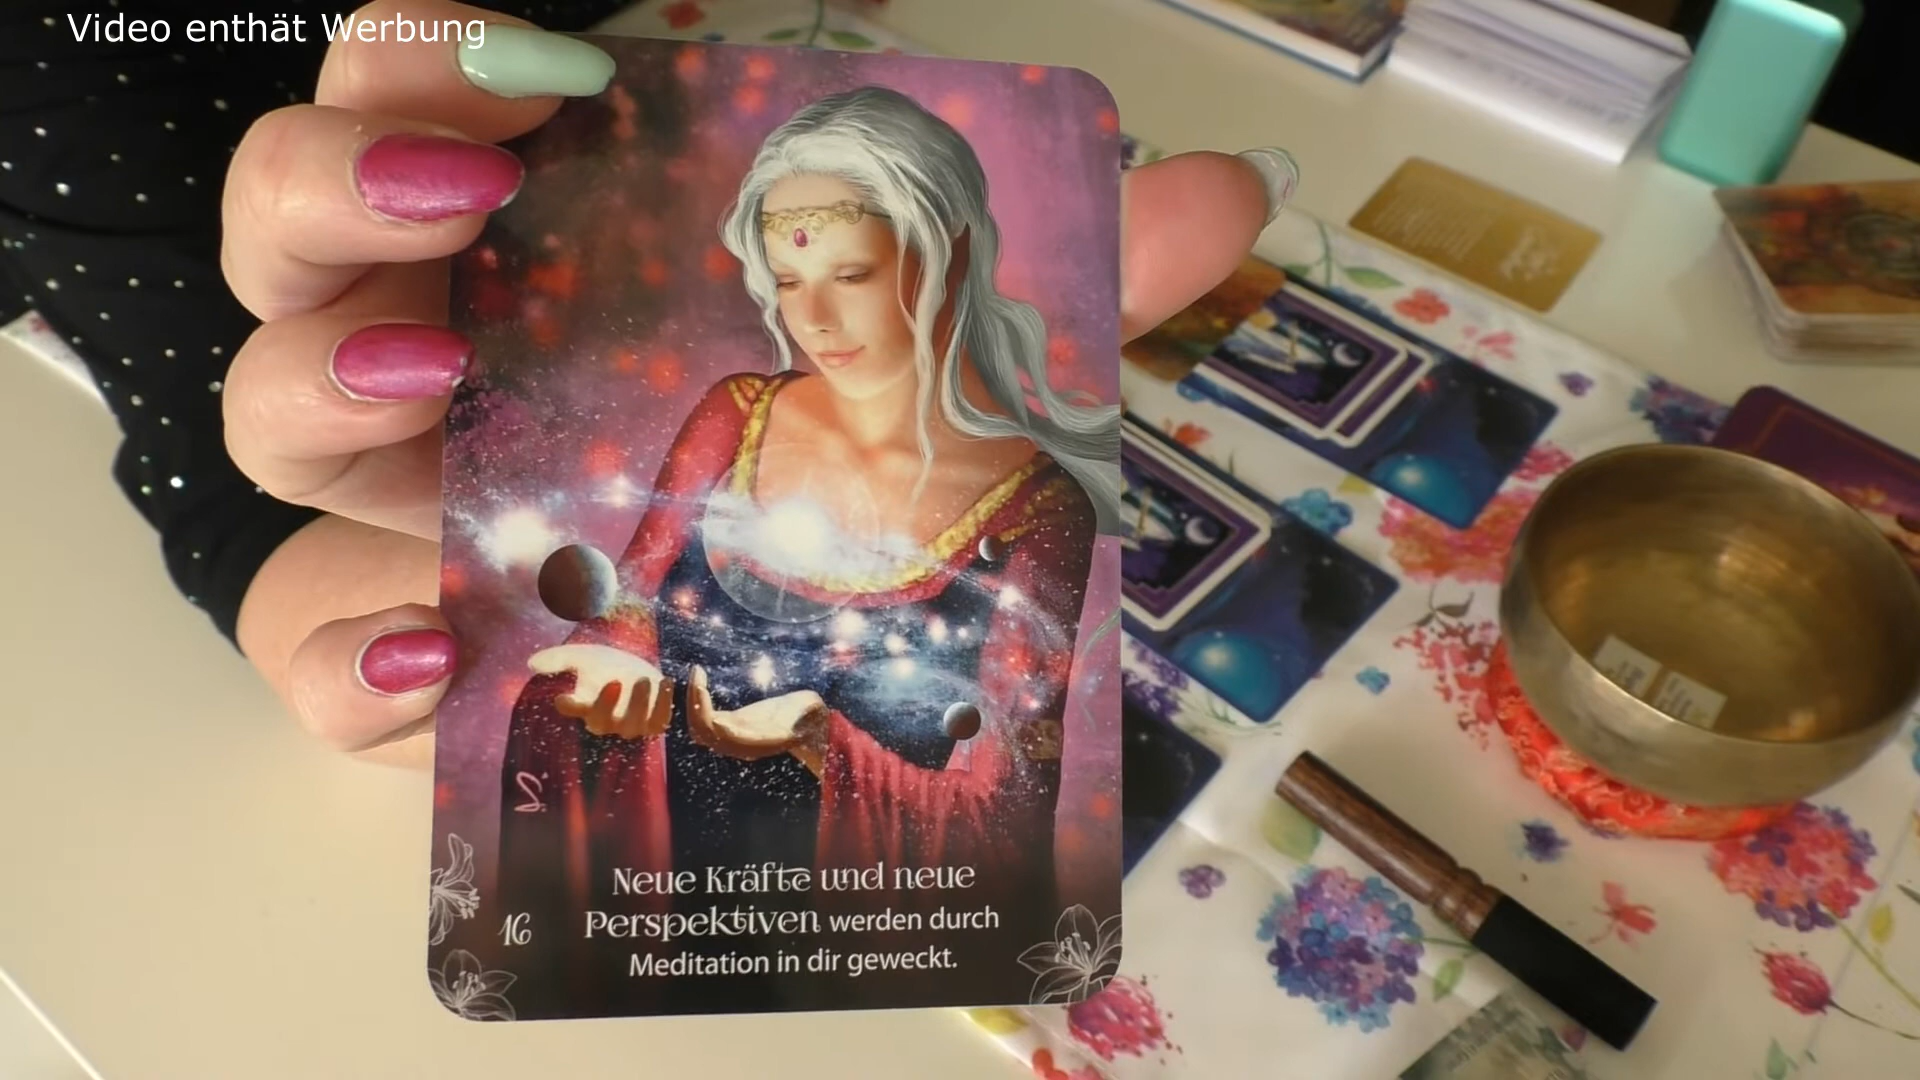 Video enthät Werbung
Neue Kräfte und neue
Perspektiven werden durch
16
Meditation in dir geweckt.